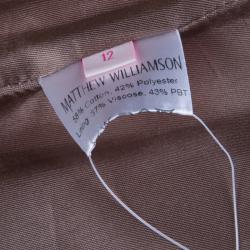 12
MATTHEW WILLIAMSON
58% Cotton, 42% Polyester
Lining: 57% Viscose, 43% PBT